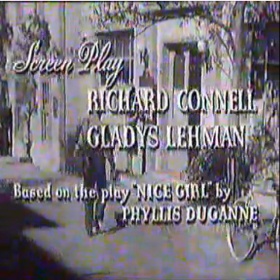 Screen Play
RICHARD CONNELL
GLADYS LEHMAN
Based on the play "NICE GIRL" by
PHYLLIS DUGANNE